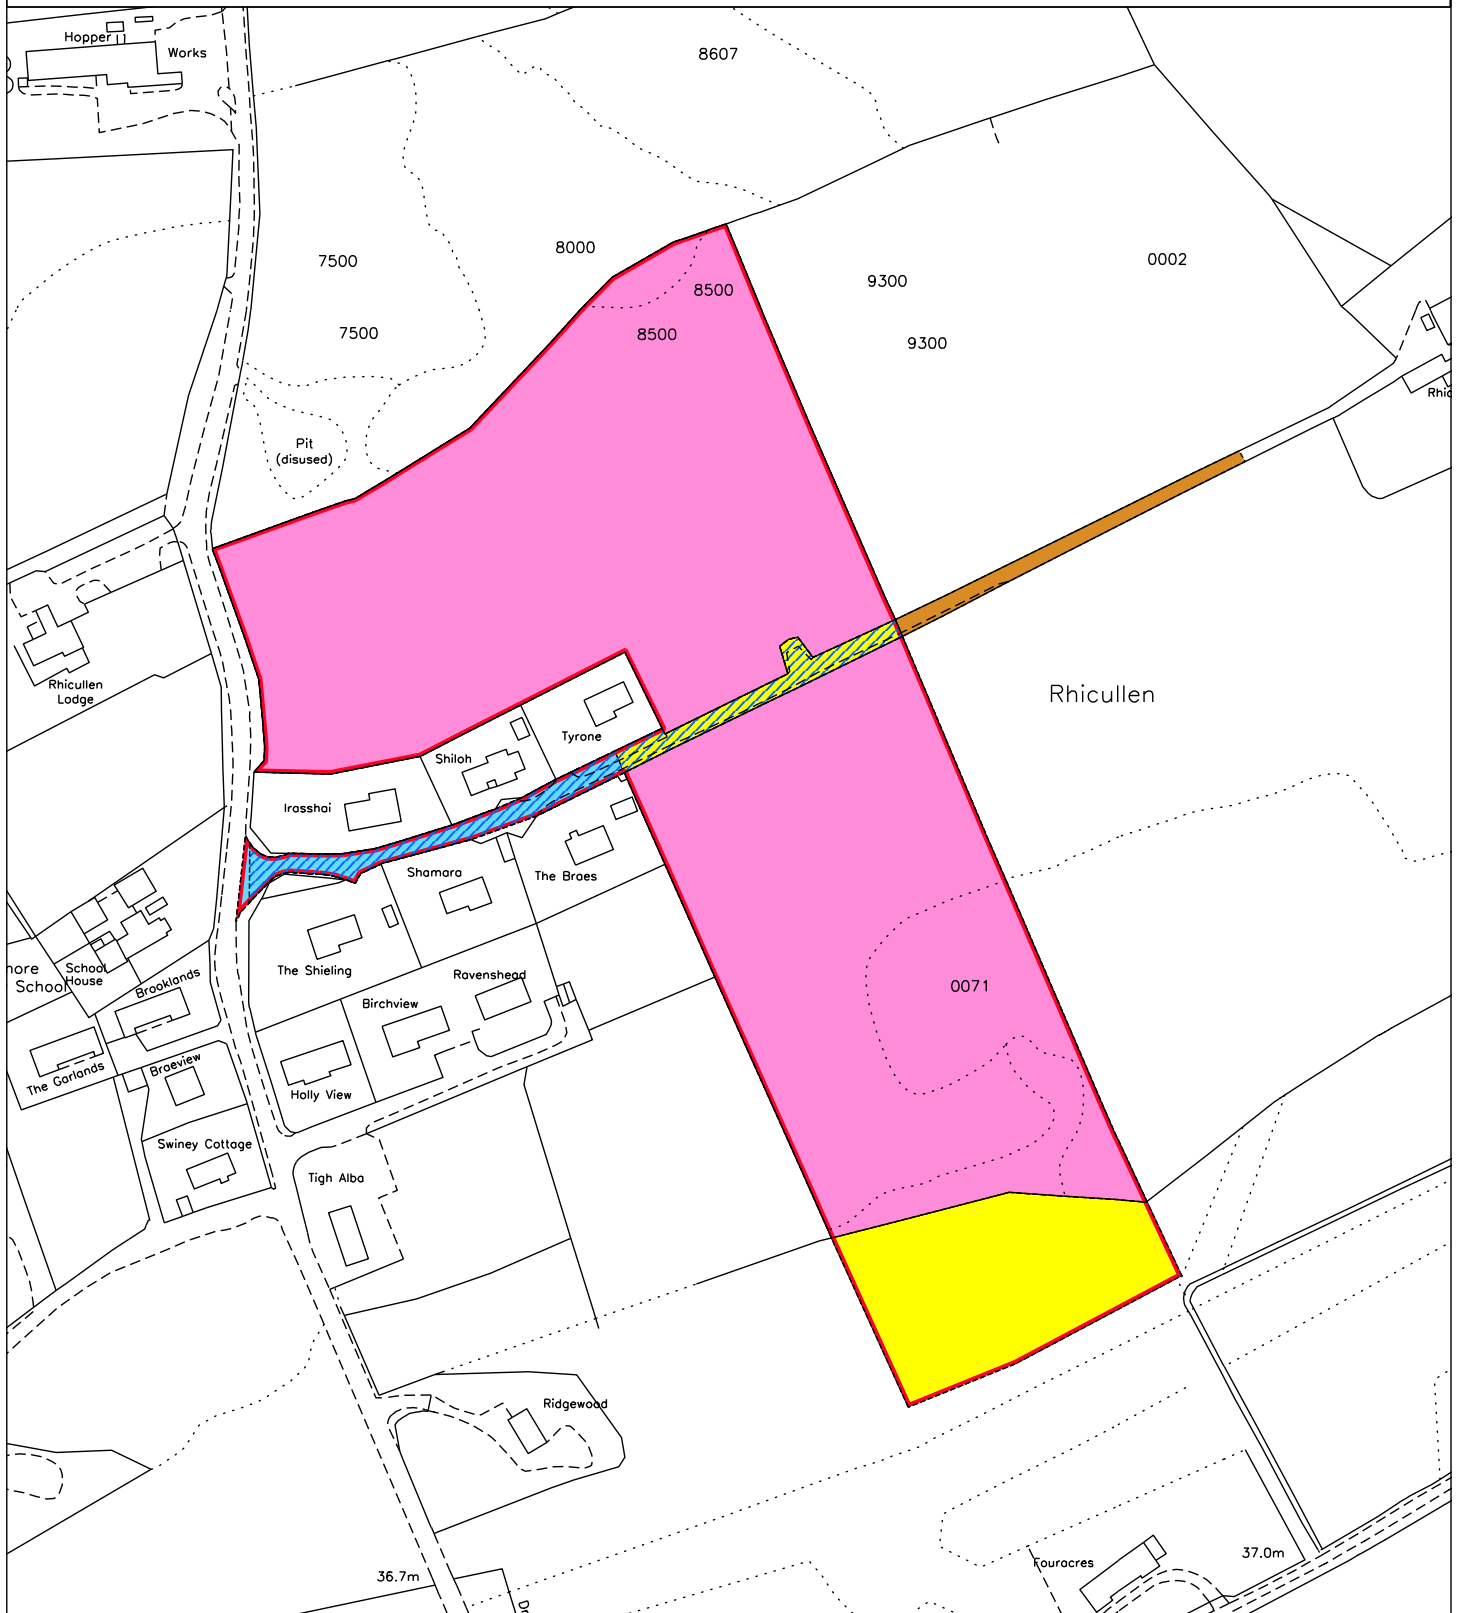 Hopper
Works
8607
7500
8000
8500
9300
0002
7500
8500
9300
Pit
(disused)
Rhicullen
Lodge
Rhicullen
Tyrone
Shiloh
Irasshai
Shamara
The Braes
The Shieling
School
House
School
Brooklands
Ravenshead
Birchview
0071
The Garlands
Braeview
Holly View
Swiney Cottage
Tigh Alba
Ridgewood
36.7m
Fouracres
37.0m